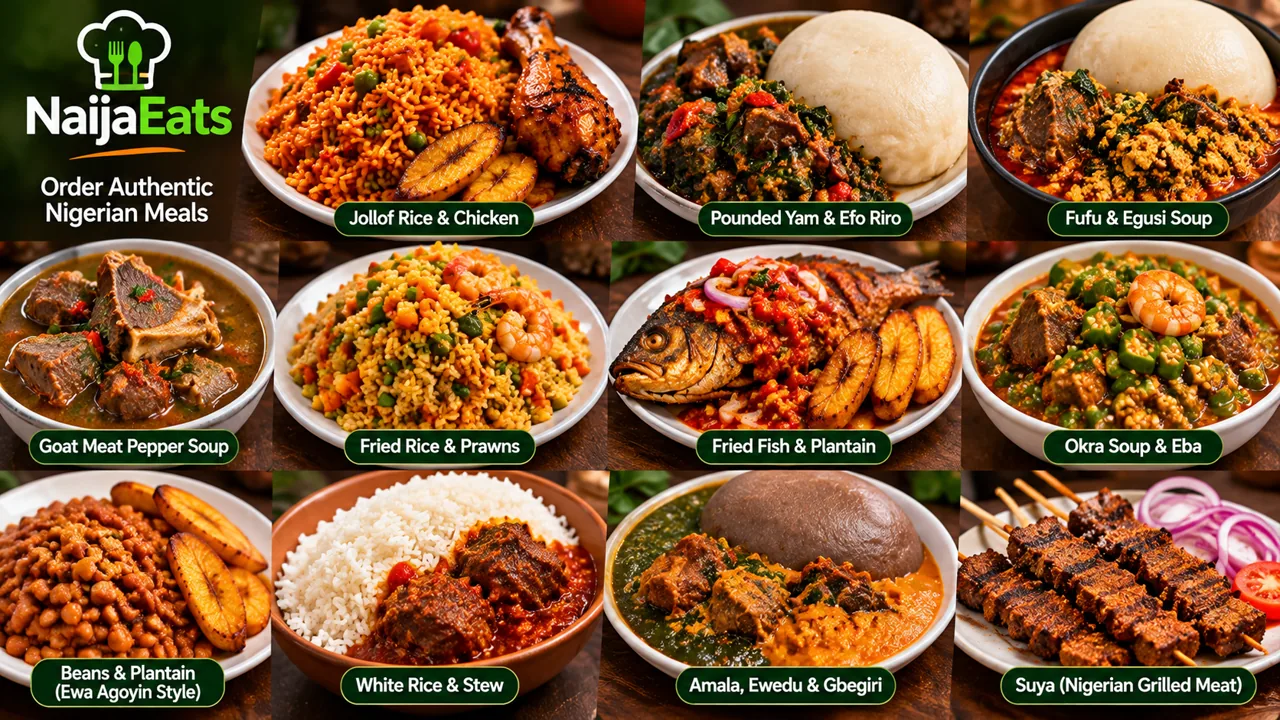 NaijaEats
Order Authentic
Nigerian Meals
Jollof Rice & Chicken
Pounded Yam & Efo Riro
Fufu & Egusi Soup
Goat Meat Pepper Soup
Fried Rice & Prawns
Fried Fish & Plantain
Okra Soup & Eba
Beans & Plantain
(Ewa Agoyin Style)
White Rice & Stew
Amala, Ewedu & Gbegiri
Suya (Nigerian Grilled Meat)